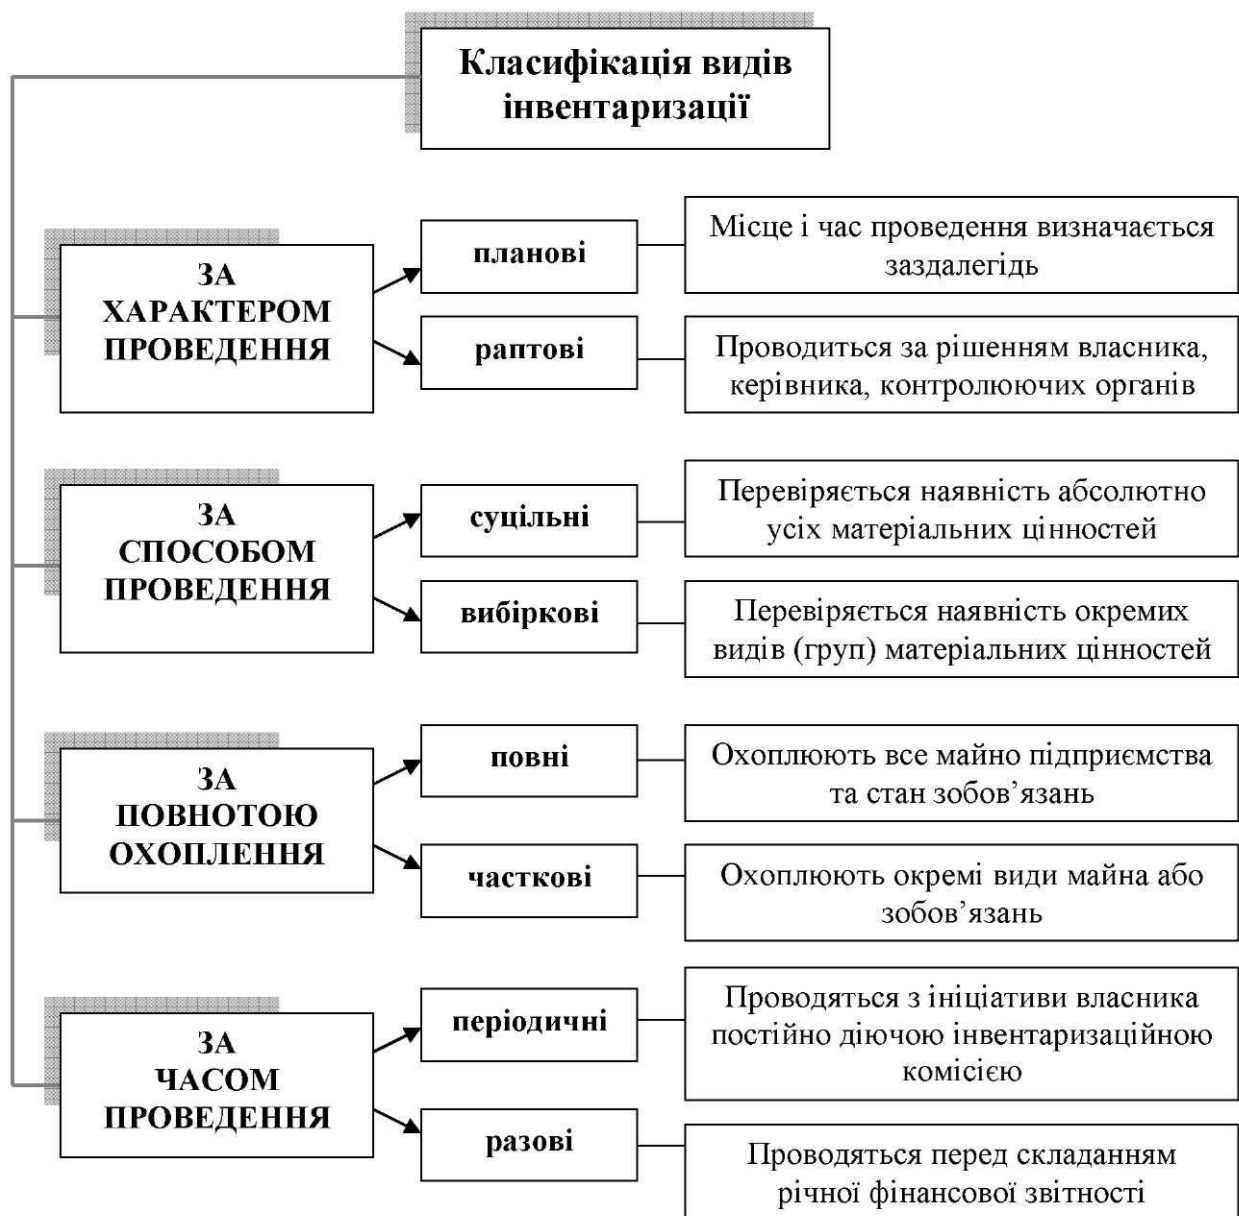 Класифікація видів
інвентаризації
ЗА
ХАРАКТЕРОМ
ПРОВЕДЕННЯ
планові
Місце і час проведення визначається
заздалегідь
раптові
Проводиться за рішенням власника,
керівника, контролюючих органів
ЗА
СПОСОБОМ
ПРОВЕДЕННЯ
суцільні
Перевіряється наявність абсолютно
усіх матеріальних цінностей
вибіркові
Перевіряється наявність окремих
видів (груп) матеріальних цінностей
ЗА
ПОВНОТОЮ
ОХОПЛЕННЯ
повні
Охоплюють все майно підприємства
та стан зобов’язань
часткові
Охоплюють окремі види майна або
зобов’язань
ЗА
ЧАСОМ
ПРОВЕДЕННЯ
періодичні
Проводяться з ініціативи власника
постійно діючою інвентаризаційною
комісією
разові
Проводяться перед складанням
річної фінансової звітності